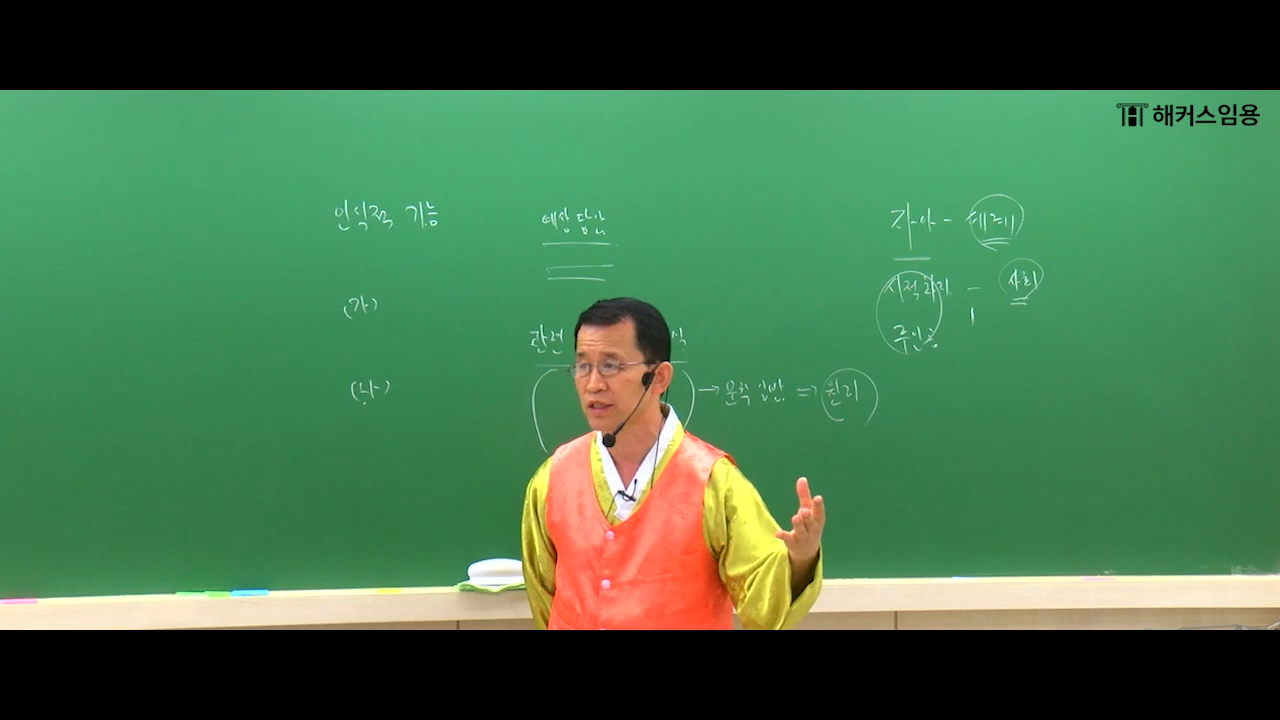 해커스임용
인식적 기능
예상 답안
자아 - 세계
시적화자 - 사회
(가)
주인공
관련
식
(나)
→ 문학 일반 => 원리